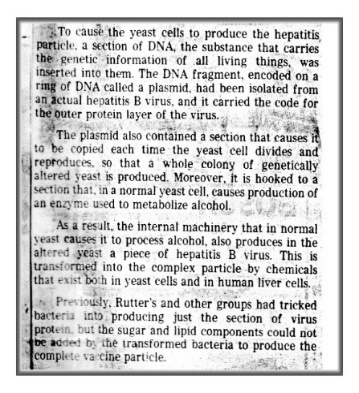 To cause the yeast cells to produce the hepatitis
particle, a section of DNA, the substance that carries
the genetic information of all living things, was
inserted into them. The DNA fragment, encoded on a
ring of DNA called a plasmid, had been isolated from
an actual hepatitis B virus, and it carried the code for
the outer protein layer of the virus.
The plasmid also contained a section that causes it
to be copied each time the yeast cell divides and
reproduces, so that a whole colony of genetically
altered yeast is produced. Moreover, it is hooked to a
section that, in a normal yeast cell, causes production of
an enzyme used to metabolize alcohol.
As a result, the internal machinery that in normal
yeast causes it to process alcohol, also produces in the
altered yeast a piece of hepatitis B virus. This is
transformed into the complex particle by chemicals
that exist both in yeast cells and in human liver cells.
Previously, Rutter's and other groups had tricked
bacteria into producing just the section of virus
protein, but the sugar and lipid components could not
be added by the transformed bacteria to produce the
complete vaccine particle.